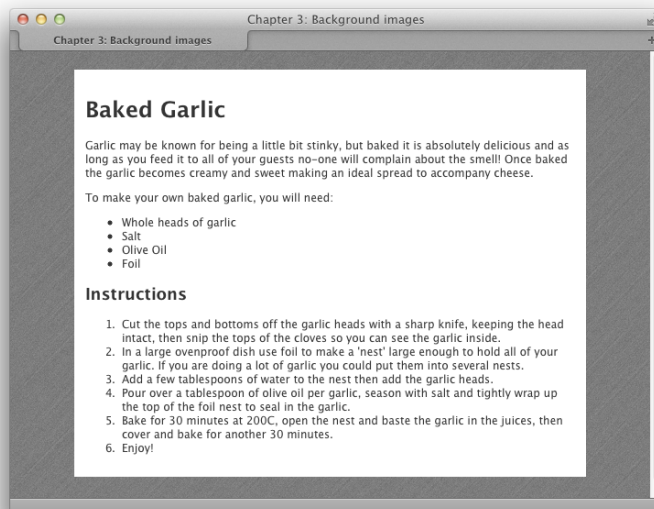 Chapter 3: Background images
Chapter 3: Background images
Baked Garlic
Garlic may be known for being a little bit stinky, but baked it is absolutely delicious and as
long as you feed it to all of your guests no-one will complain about the smell! Once baked
the garlic becomes creamy and sweet making an ideal spread to accompany cheese.
To make your own baked garlic, you will need:
• Whole heads of garlic
• Salt
• Olive Oil
• Foil
Instructions
1. Cut the tops and bottoms off the garlic heads with a sharp knife, keeping the head
intact, then snip the tops of the cloves so you can see the garlic inside.
2. In a large ovenproof dish use foil to make a 'nest' large enough to hold all of your
garlic. If you are doing a lot of garlic you could put them into several nests.
3. Add a few tablespoons of water to the nest then add the garlic heads.
4. Pour over a tablespoon of olive oil per garlic, season with salt and tightly wrap up
the top of the foil nest to seal in the garlic.
5. Bake for 30 minutes at 200C, open the nest and baste the garlic in the juices, then
cover and bake for another 30 minutes.
6. Enjoy!